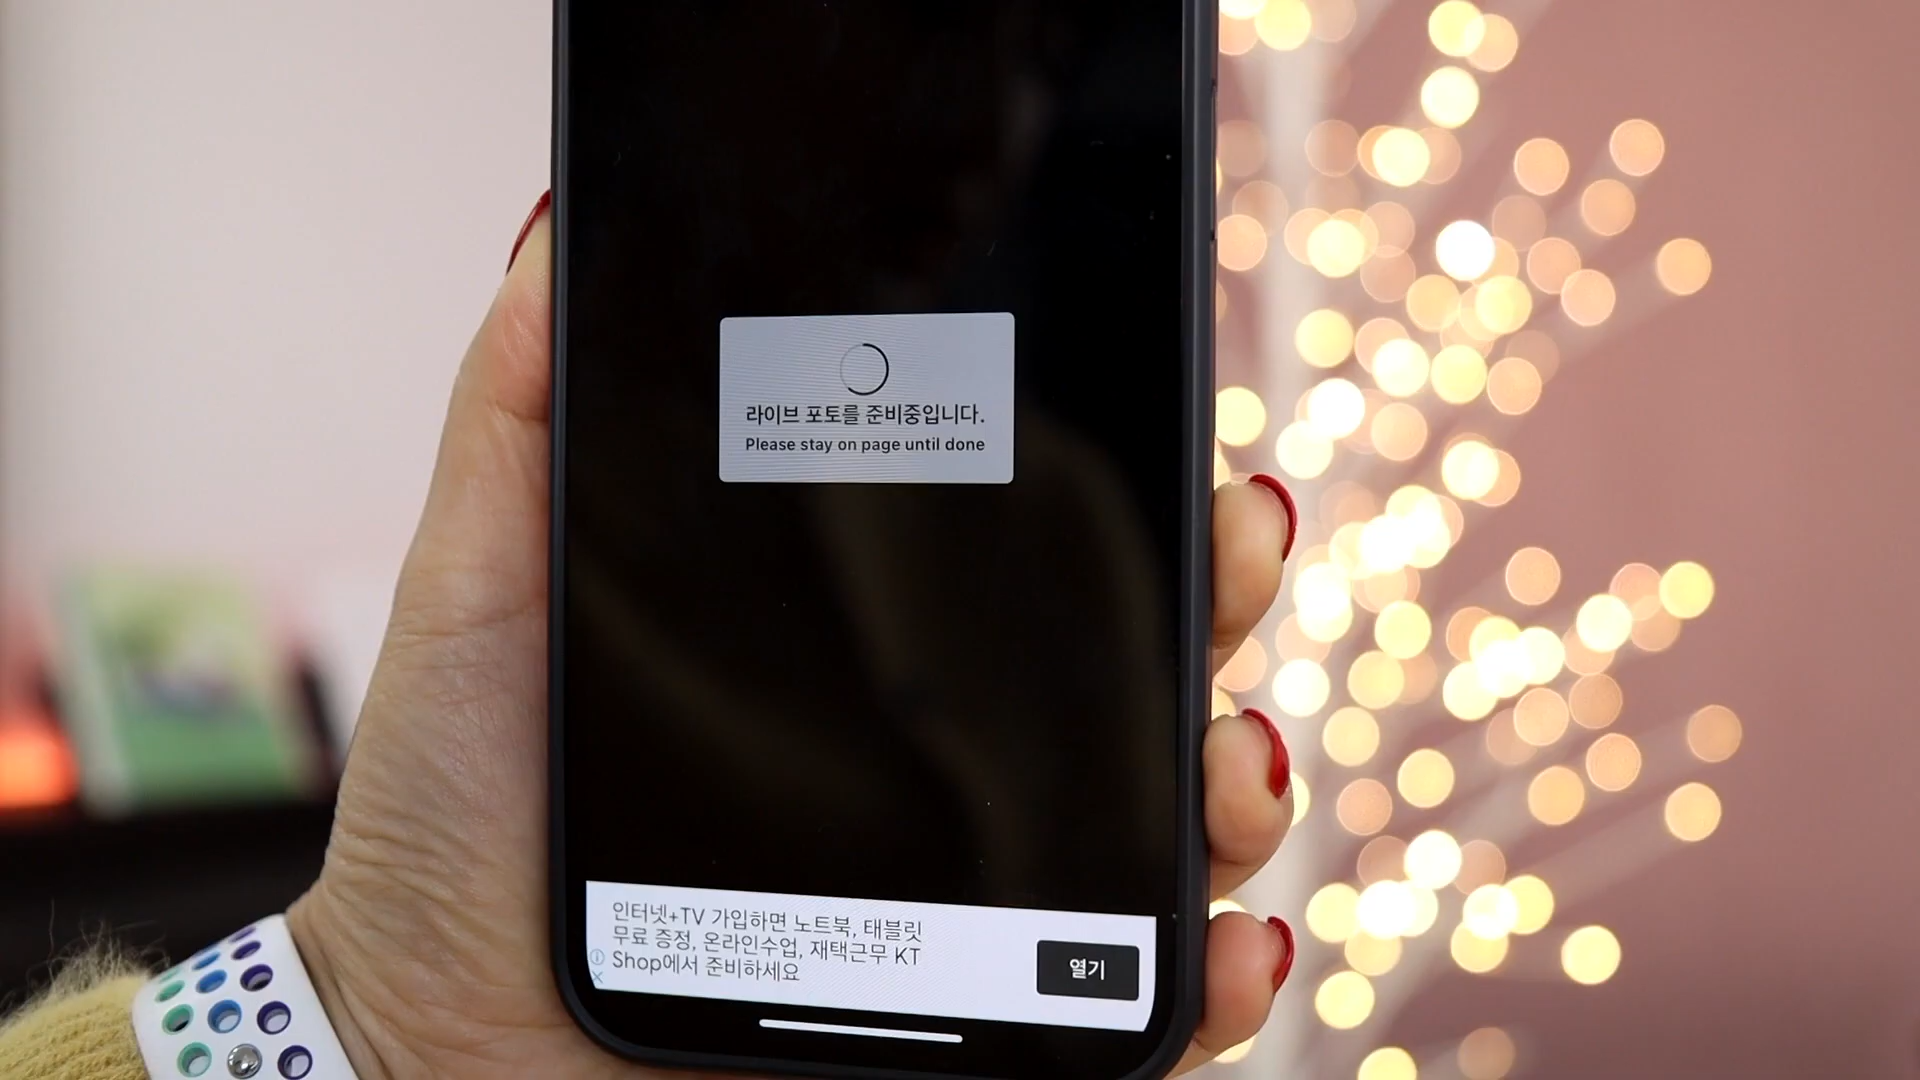 라이브 포토를 준비중입니다.
Please stay on page until done
인터넷+TV 가입하면 노트북, 태블릿
무료 증정, 온라인수업, 재택근무 KT
Shop에서 준비하세요
열기